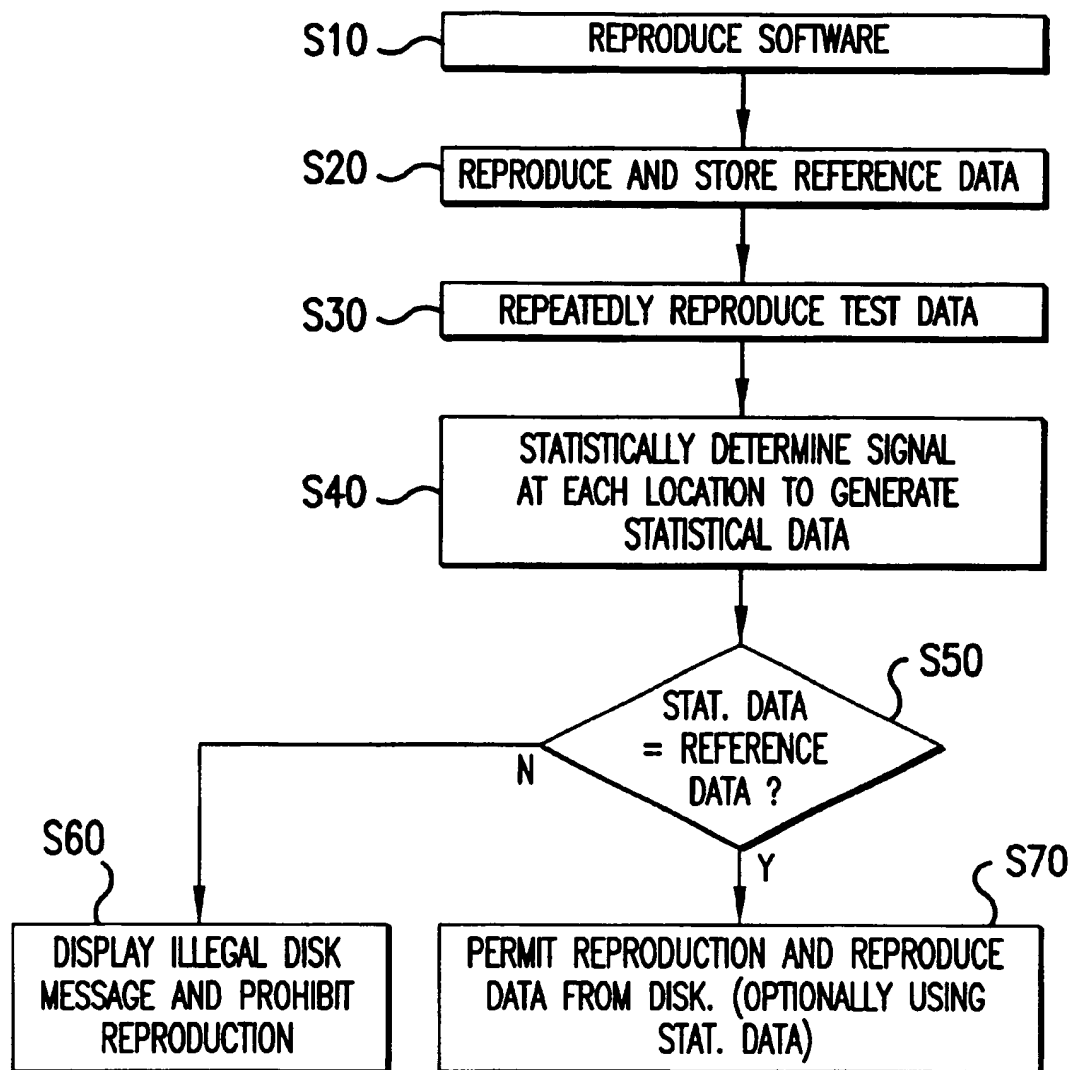 S10
REPRODUCE SOFTWARE
S20
REPRODUCE AND STORE REFERENCE DATA
S30
REPEATEDLY REPRODUCE TEST DATA
S40
STATISTICALLY DETERMINE SIGNAL
AT EACH LOCATION TO GENERATE
STATISTICAL DATA
S50
STAT. DATA
= REFERENCE
DATA ?
N
Y
S60
DISPLAY ILLEGAL DISK
MESSAGE AND PROHIBIT
REPRODUCTION
S70
PERMIT REPRODUCTION AND REPRODUCE
DATA FROM DISK. (OPTIONALLY USING
STAT. DATA)